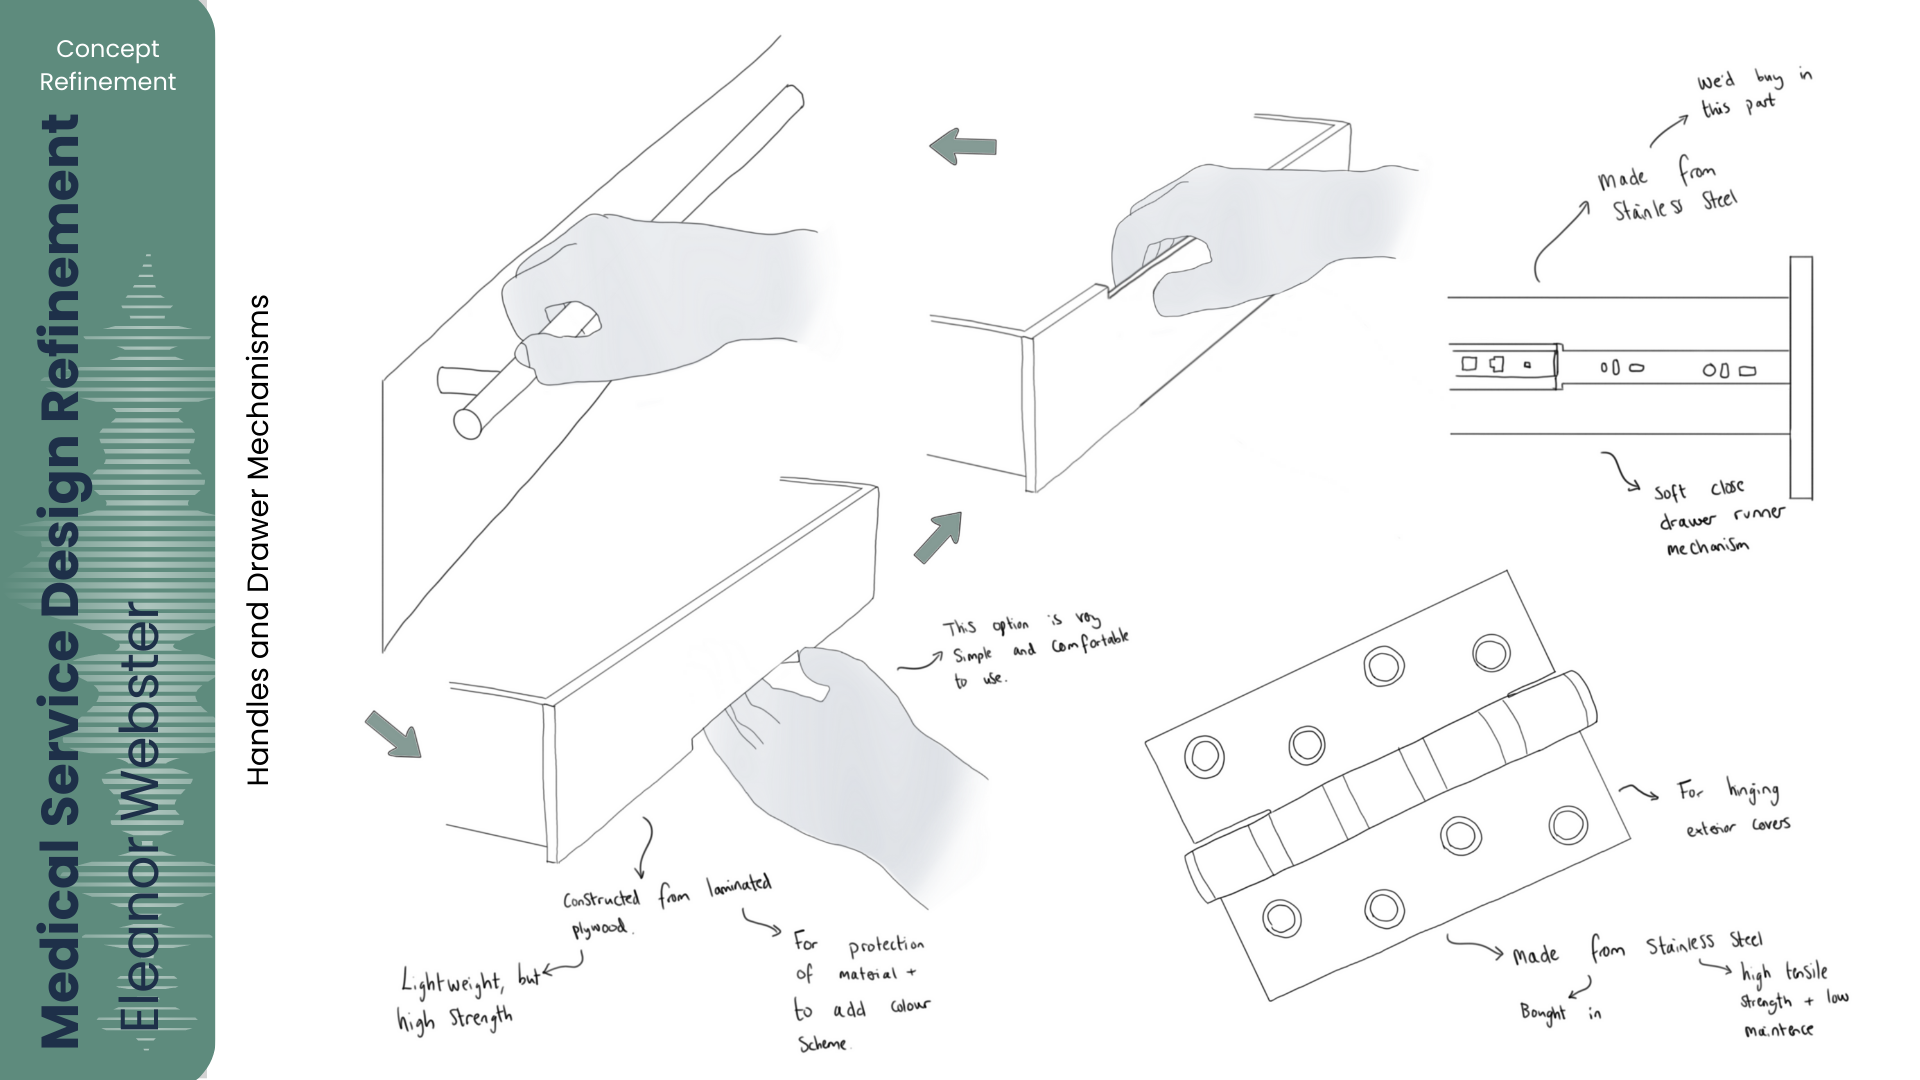 Concept
Refinement
Medical Service Design Refinement
Eleanor Webster
Handles and Drawer Mechanisms
We'd buy in
this part
Made from
Stainless Steel
Soft close
drawer runner
mechanism
This option is very
Simple and comfortable
to use.
Constructed from laminated
plywood.
Lightweight, but
high Strength
For protection
of material +
to add colour
Scheme.
For hinging
exterior covers
Made from Stainless Steel
Bought in
high tensile
strength + low
maintence